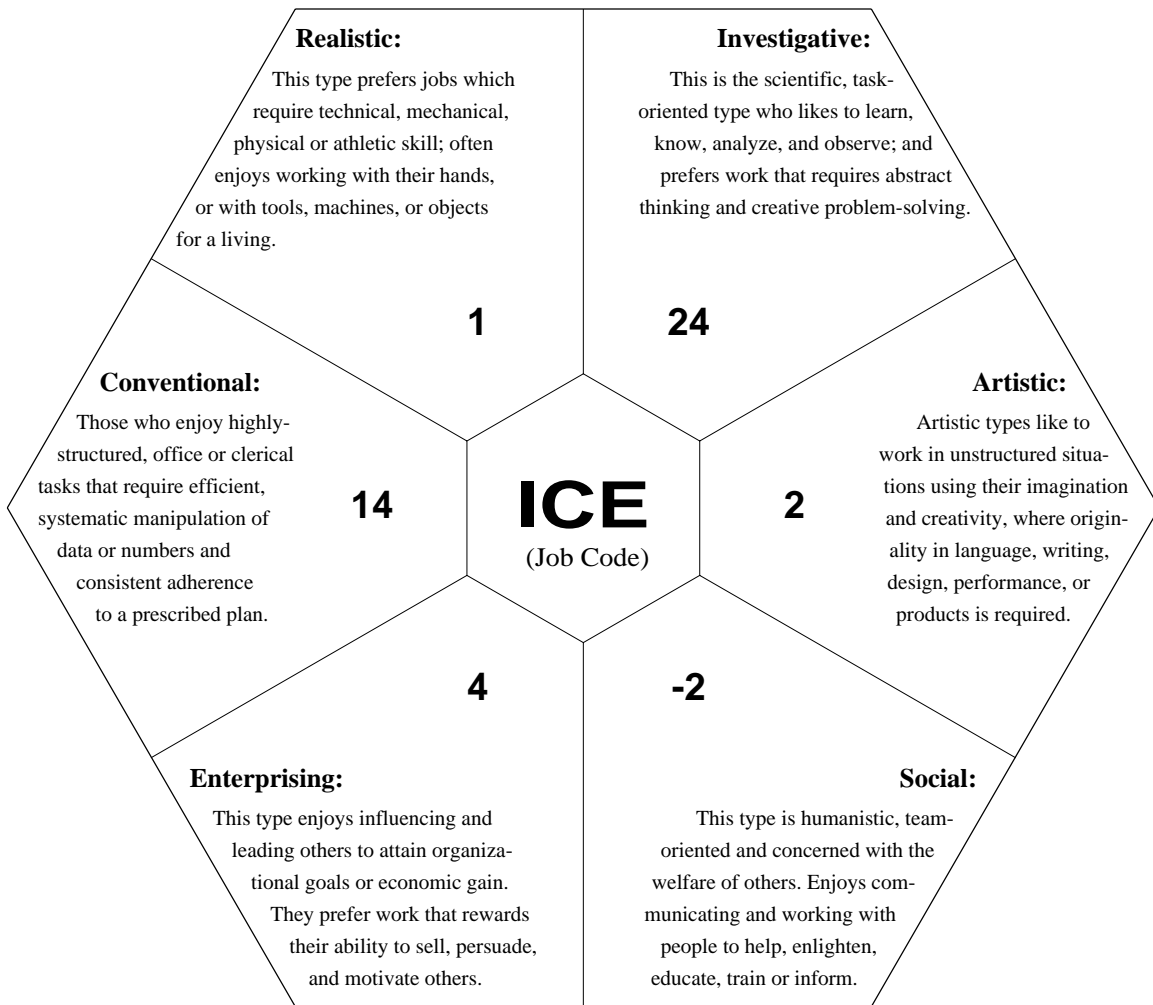 Realistic:
This type prefers jobs which
require technical, mechanical,
physical or athletic skill; often
enjoys working with their hands,
or with tools, machines, or objects
for a living.
1
Investigative:
This is the scientific, task-
oriented type who likes to learn,
know, analyze, and observe; and
prefers work that requires abstract
thinking and creative problem-solving.
24
Conventional:
Those who enjoy highly-
structured, office or clerical
tasks that require efficient,
systematic manipulation of
data or numbers and
consistent adherence
to a prescribed plan.
14
ICE
(Job Code)
Artistic:
Artistic types like to
work in unstructured situa-
tions using their imagination
and creativity, where origin-
ality in language, writing,
design, performance, or
products is required.
2
4
Enterprising:
This type enjoys influencing and
leading others to attain organiza-
tional goals or economic gain.
They prefer work that rewards
their ability to sell, persuade,
and motivate others.
-2
Social:
This type is humanistic, team-
oriented and concerned with the
welfare of others. Enjoys com-
municating and working with
people to help, enlighten,
educate, train or inform.